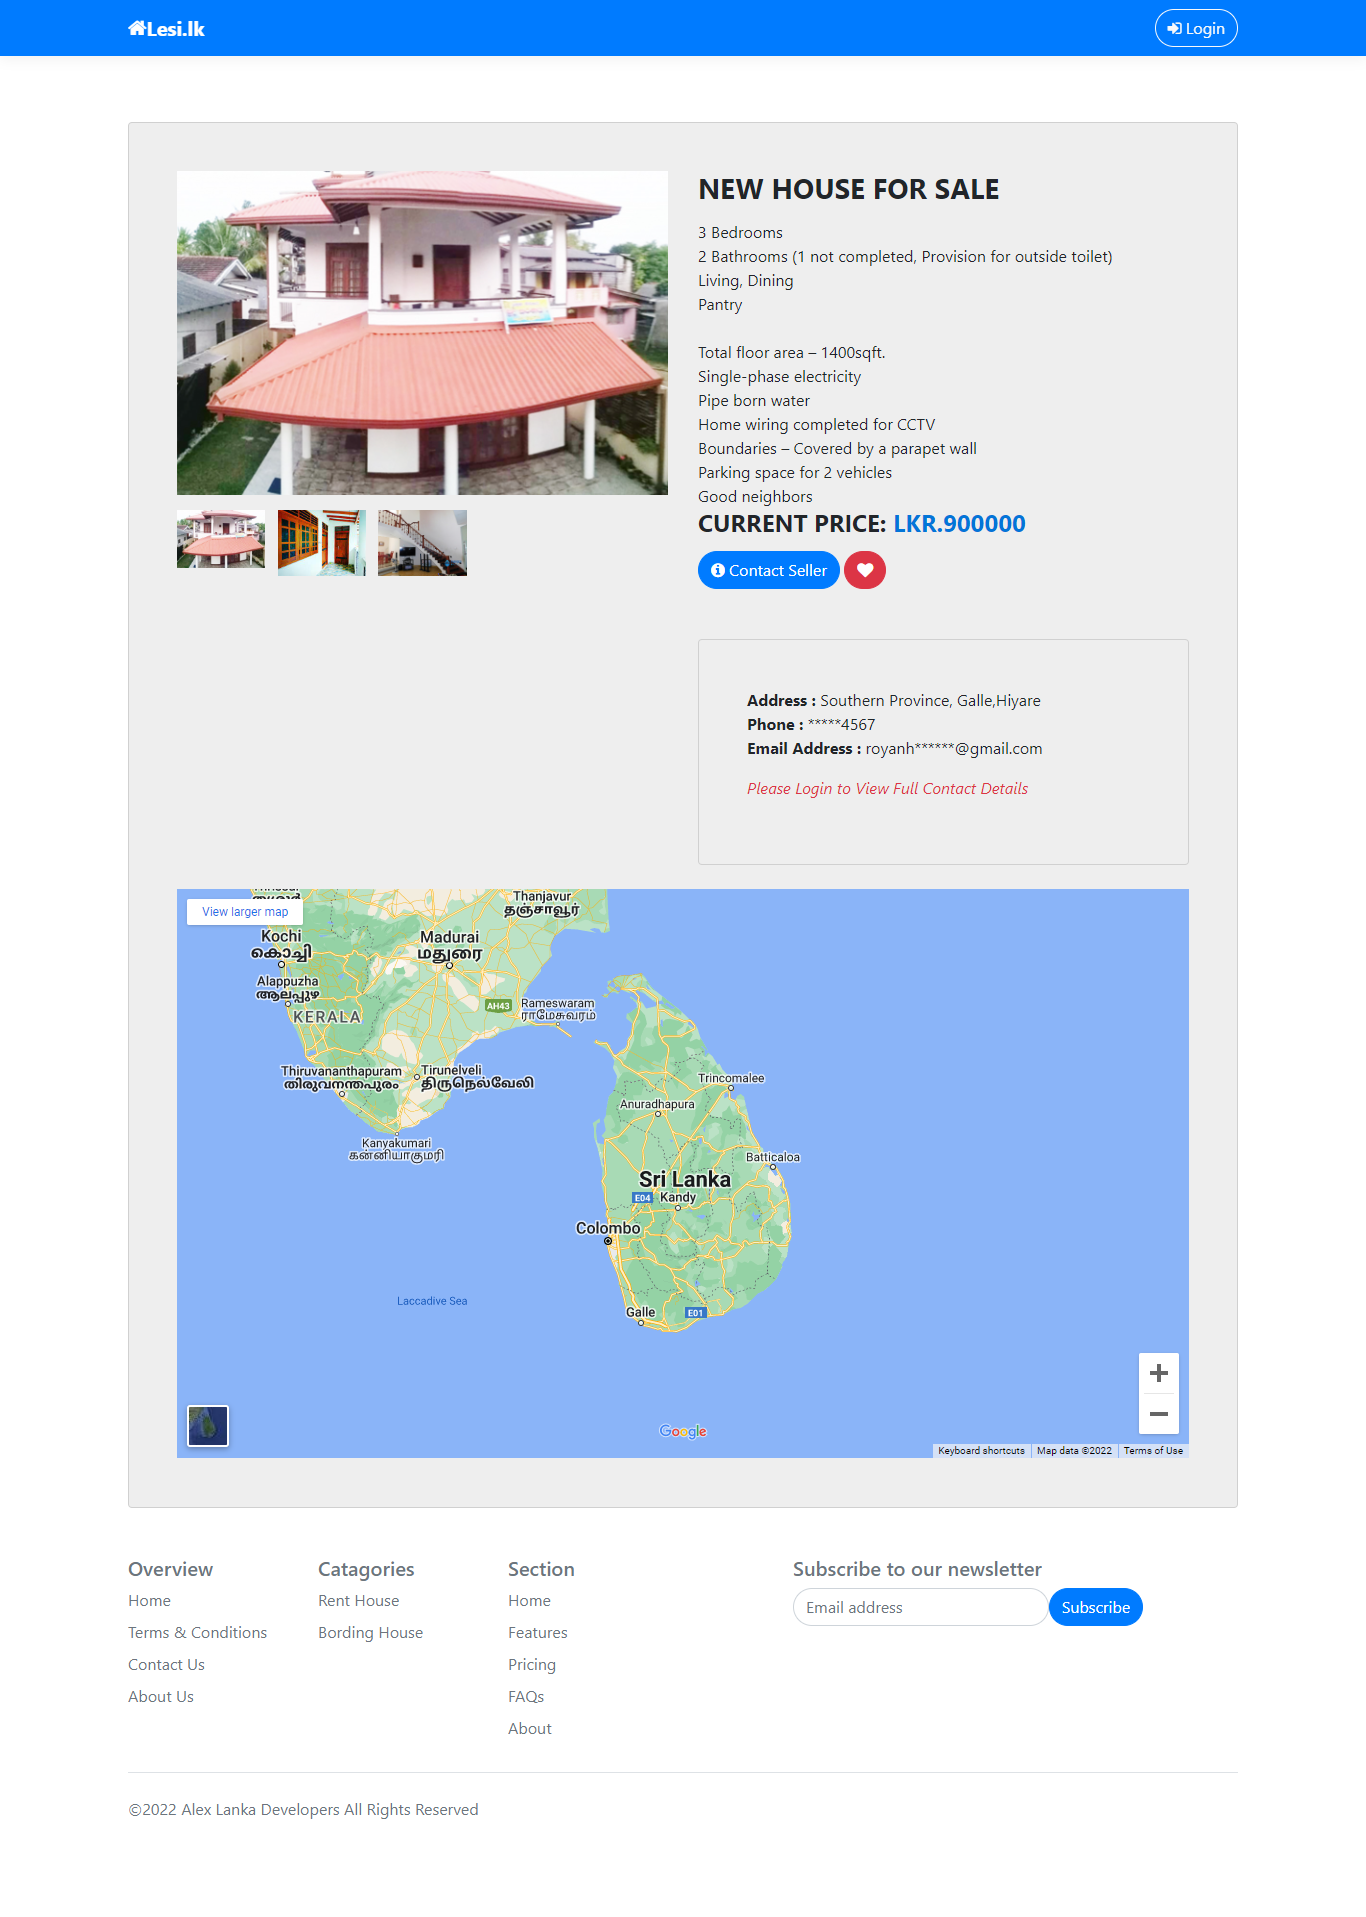 Lesi.lk
Login
NEW HOUSE FOR SALE
3 Bedrooms
2 Bathrooms (1 not completed, Provision for outside toilet)
Living, Dining
Pantry
Total floor area – 1400sqft.
Single-phase electricity
Pipe born water
Home wiring completed for CCTV
Boundaries – Covered by a parapet wall
Parking space for 2 vehicles
Good neighbors
CURRENT PRICE: LKR.900000
Contact Seller
Address : Southern Province, Galle,Hiyare
Phone : *****4567
Email Address : royanh******@gmail.com
Please Login to View Full Contact Details
View larger map
Thanjavur
தஞ்சாவூர்
Kochi
കൊച്ചി
Madurai
மதுரை
Alappuzha
ആലപ്പുഴ
AH43
Rameswaram
ராமேசுவரம்
KERALA
Thiruvananthapuram
തിരുവനന്തപുരം
Tirunelveli
திருநெல்வேலி
Trincomalee
Anuradhapura
Kanyakumari
கன்னியாகுமரி
Batticaloa
Sri Lanka
E04
Kandy
Colombo
Laccadive Sea
Galle
E01
Google
Keyboard shortcuts
Map data ©2022
Terms of Use
Overview
Home
Terms & Conditions
Contact Us
About Us
Catagories
Rent House
Bording House
Section
Home
Features
Pricing
FAQs
About
Subscribe to our newsletter
Email address
Subscribe
©2022 Alex Lanka Developers All Rights Reserved